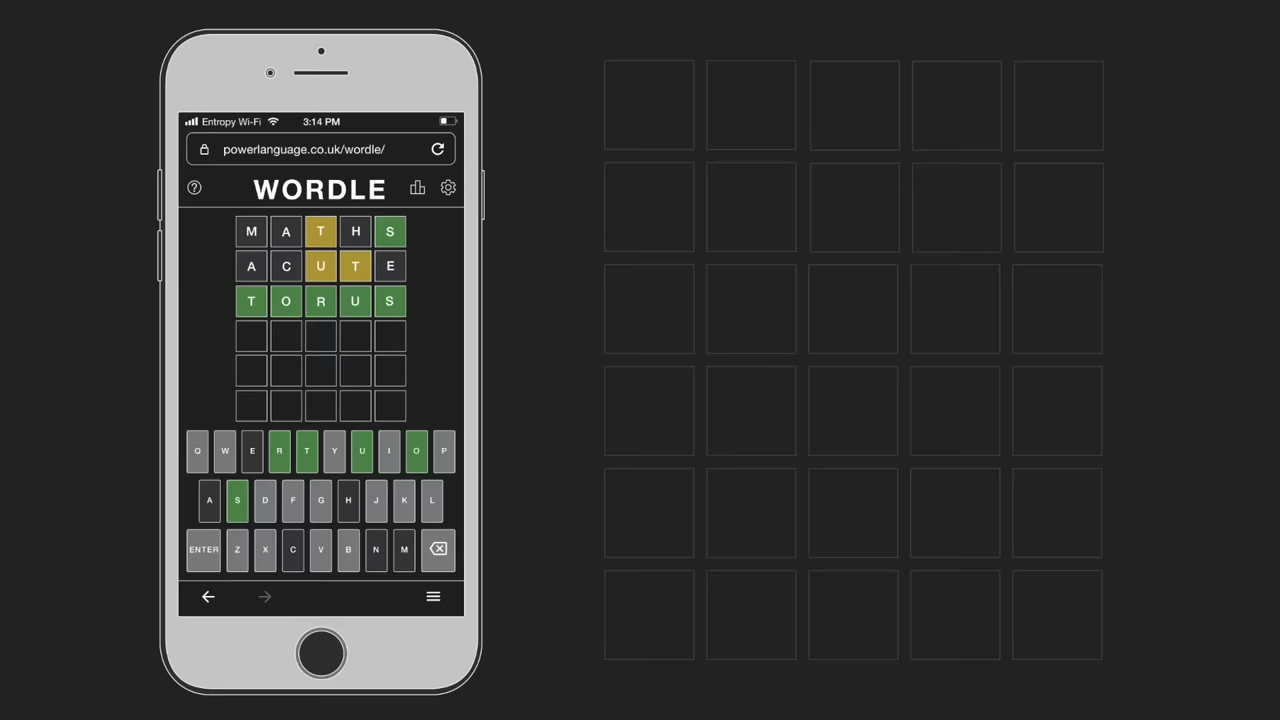 Entropy Wi-Fi 3:14 PM
powerlanguage.co.uk/wordle/
? WORDLE
M A T H S
A C U T E
T O R U S
Q W E R T Y U I O P
A S D F G H J K L
ENTER Z X C V B N M